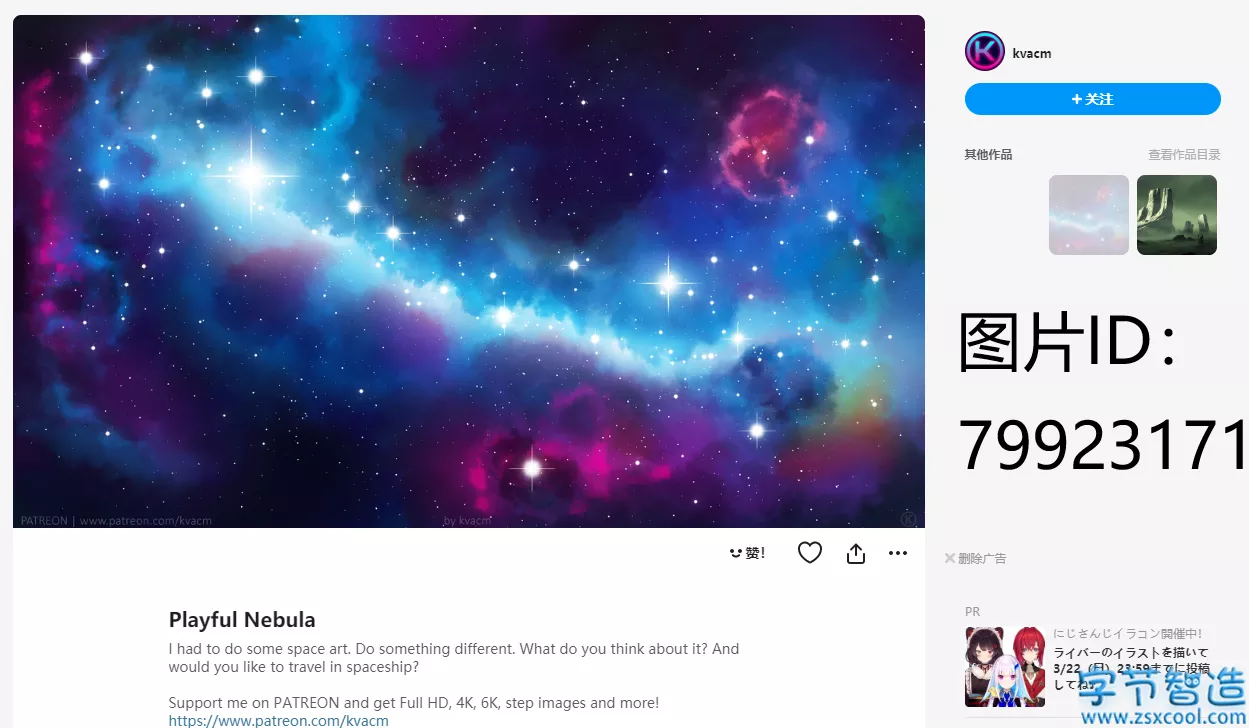 kvacm
+ 关注
其他作品
查看作品目录
图片ID：
79923171
PATREON | www.patreon.com/kvacm
by kvacm
K
赞！
Playful Nebula
I had to do some space art. Do something different. What do you think about it? And
would you like to travel in spaceship?
Support me on PATREON and get Full HD, 4K, 6K, step images and more!
https://www.patreon.com/kvacm
删除广告
PR
にじさんじイラコン開催中！
ライバーのイラストを描いて
3/22（日）23:59までに投稿
してね♪
字节智造
www.zsxcool.com